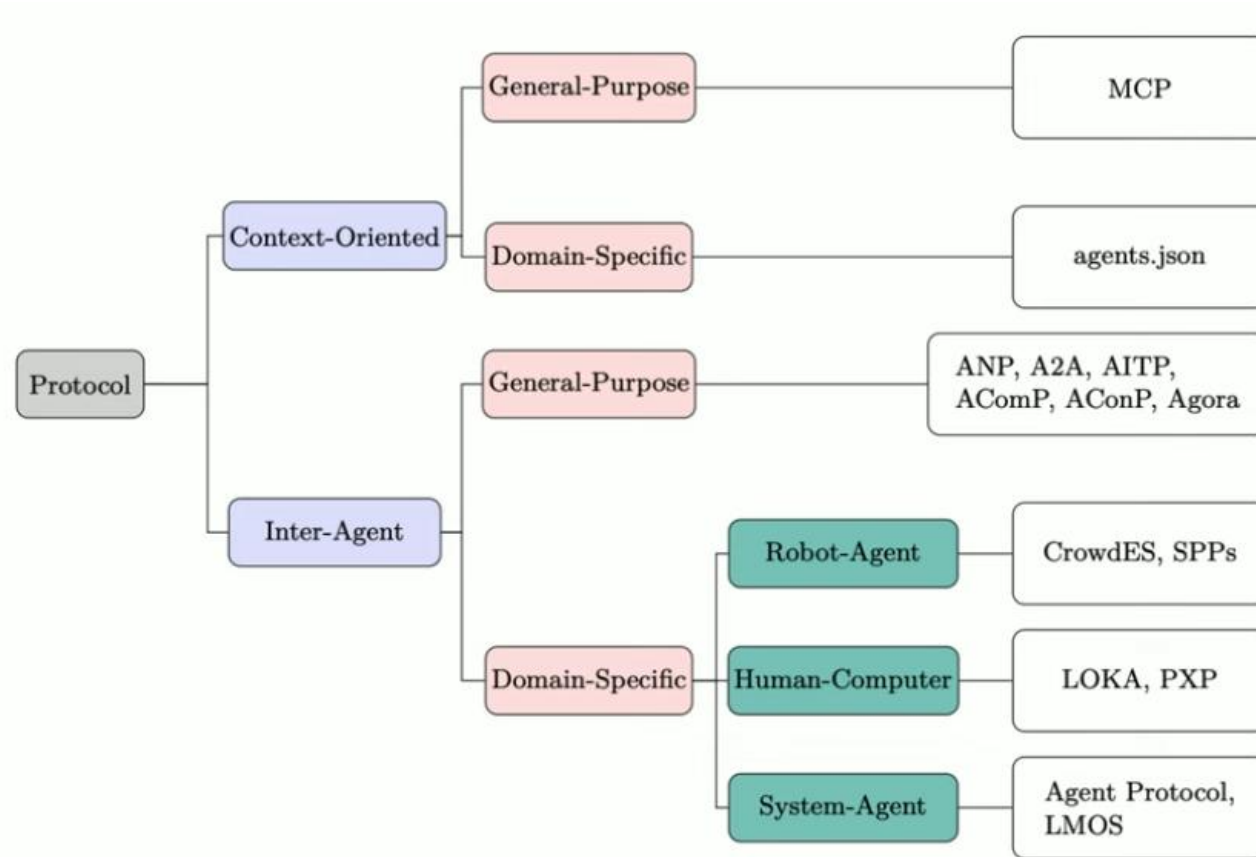 General-Purpose
MCP
Context-Oriented
Domain-Specific
agents.json
Protocol
General-Purpose
ANP, A2A, AITP,
AComP, AConP, Agora
Inter-Agent
Robot-Agent
CrowdES, SPPs
Domain-Specific
Human-Computer
LOKA, PXP
System-Agent
Agent Protocol,
LMOS